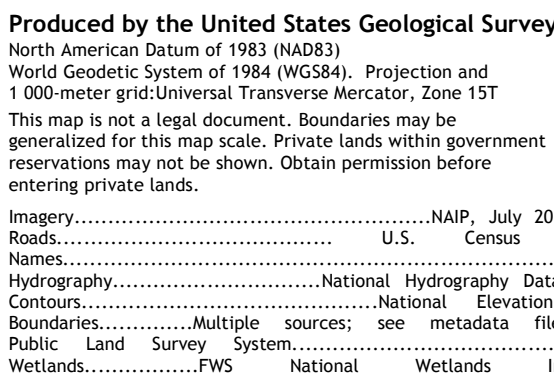 Produced by the United States Geological Survey
North American Datum of 1983 (NAD83)
World Geodetic System of 1984 (WGS84). Projection and
1 000-meter grid:Universal Transverse Mercator, Zone 15T
This map is not a legal document. Boundaries may be
generalized for this map scale. Private lands within government
reservations may not be shown. Obtain permission before
entering private lands.
Imagery....................................................NAIP, July
Roads........................................ U.S. Census
Names.......................................................................
Hydrography..............................National Hydrography
Contours...........................................National Elevation
Boundaries..............Multiple sources; see metadata
Public Land Survey System......................................
Wetlands.................FWS National Wetlands